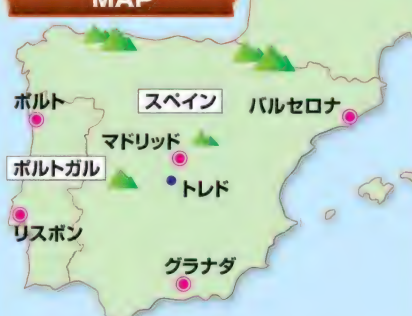 MAP
ポルト
スペイン
バルセロナ
マドリッド
ポルトガル
トレド
リスボン
グラナダ